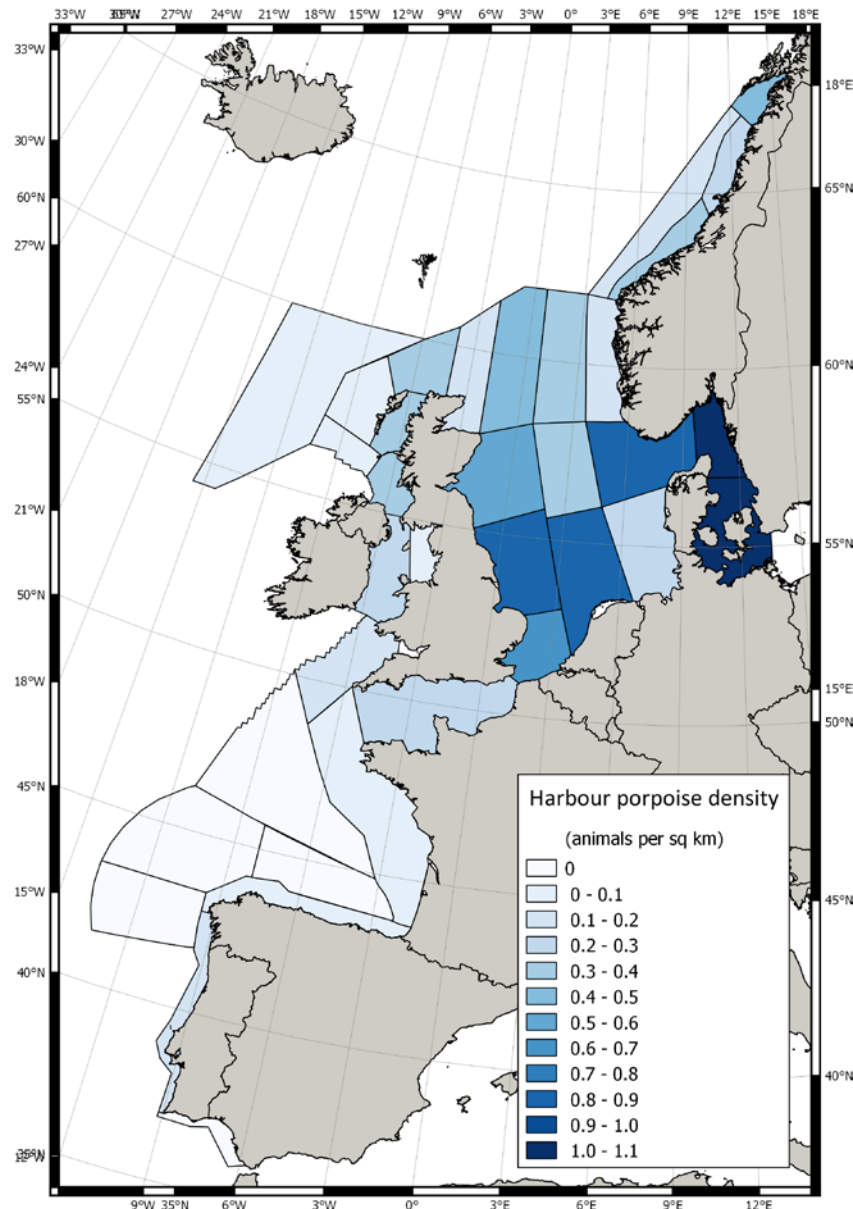 33°W 30°W 27°W 24°W 21°W 18°W 15°W 12°W 9°W 6°W 3°W 0° 3°E 6°E 9°E 12°E 15°E 18°E
33°W
18°E
30°W
65°N
60°N
27°W
24°W
60°N
55°N
21°W
55°N
50°N
18°W
15°E
50°N
45°N
Harbour porpoise density
(animals per sq km)
0
0 - 0.1
15°W
45°N
0.1 - 0.2
0.2 - 0.3
40°N
0.3 - 0.4
0.4 - 0.5
0.5 - 0.6
0.6 - 0.7
40°N
0.7 - 0.8
0.8 - 0.9
0.9 - 1.0
1.0 - 1.1
9°W 35°N 6°W 3°W 0° 3°E 6°E 9°E 12°E